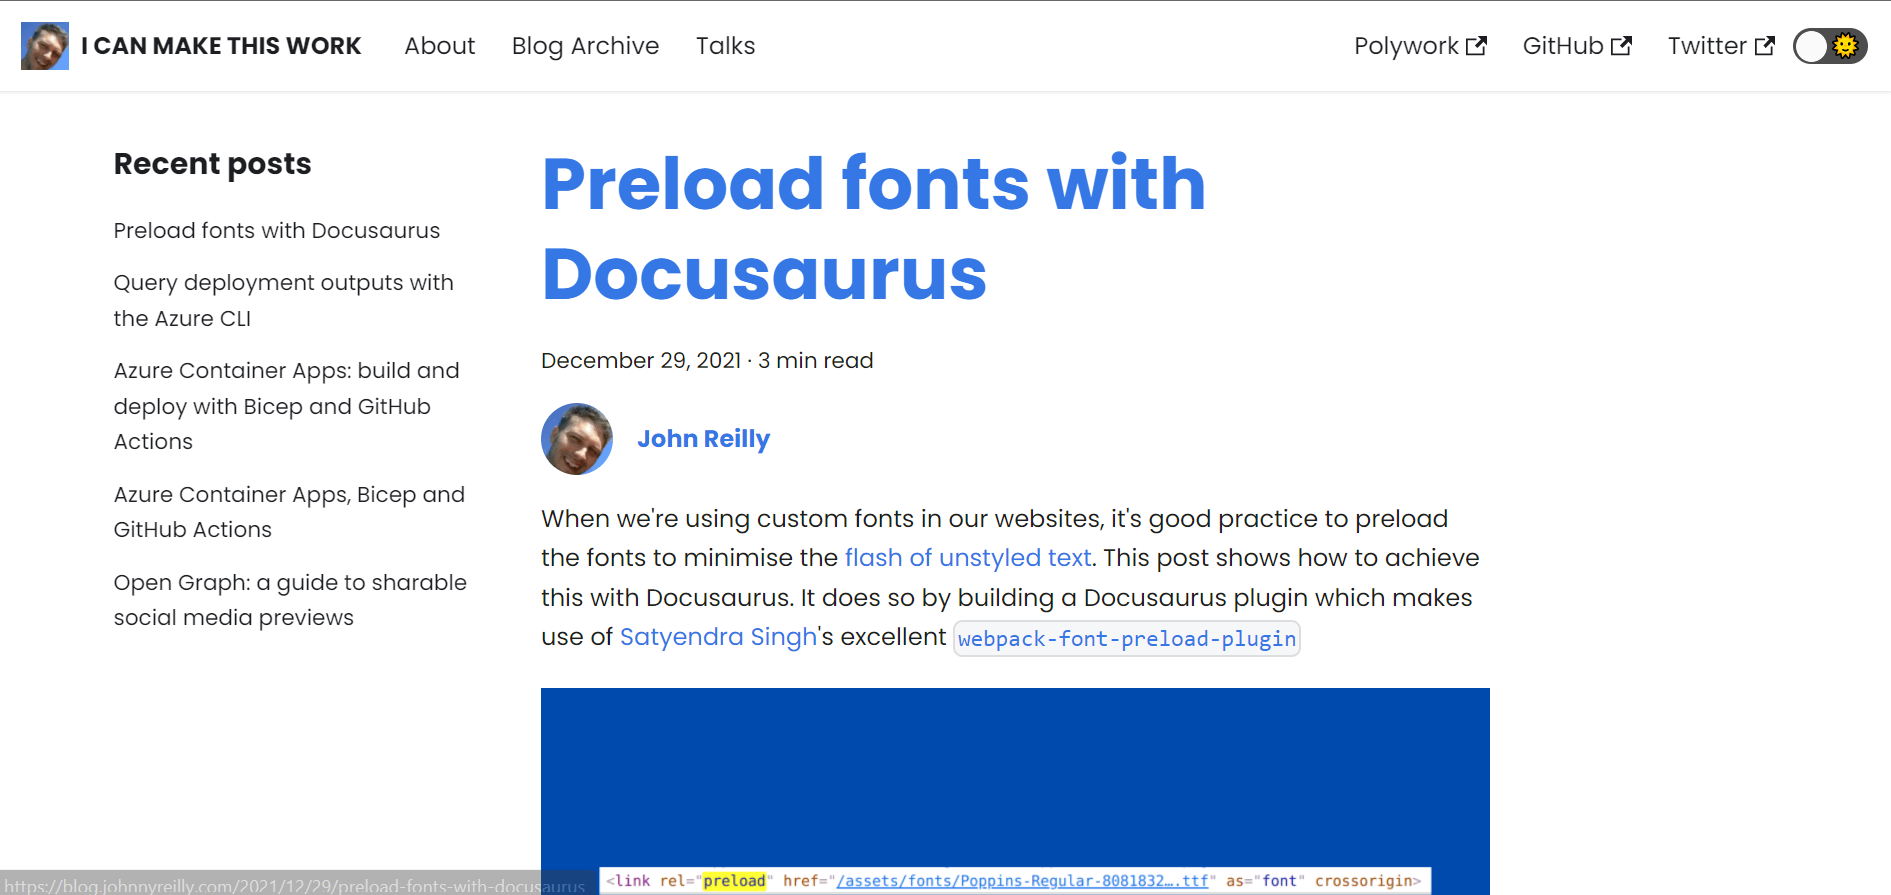 I CAN MAKE THIS WORK
About
Blog Archive
Talks
Polywork
GitHub
Twitter
Recent posts
Preload fonts with Docusaurus
Query deployment outputs with
the Azure CLI
Azure Container Apps: build and
deploy with Bicep and GitHub
Actions
Azure Container Apps, Bicep and
GitHub Actions
Open Graph: a guide to sharable
social media previews
Preload fonts with
Docusaurus
December 29, 2021 · 3 min read
John Reilly
When we're using custom fonts in our websites, it's good practice to preload
the fonts to minimise the flash of unstyled text. This post shows how to achieve
this with Docusaurus. It does so by building a Docusaurus plugin which makes
use of Satyendra Singh's excellent webpack-font-preload-plugin
<link rel="preload" href="/assets/fonts/Poppins-Regular-8081832….ttf" as="font" crossorigin>
https://blog.johnnyreilly.com/2021/12/29/preload-fonts-with-docusaurus